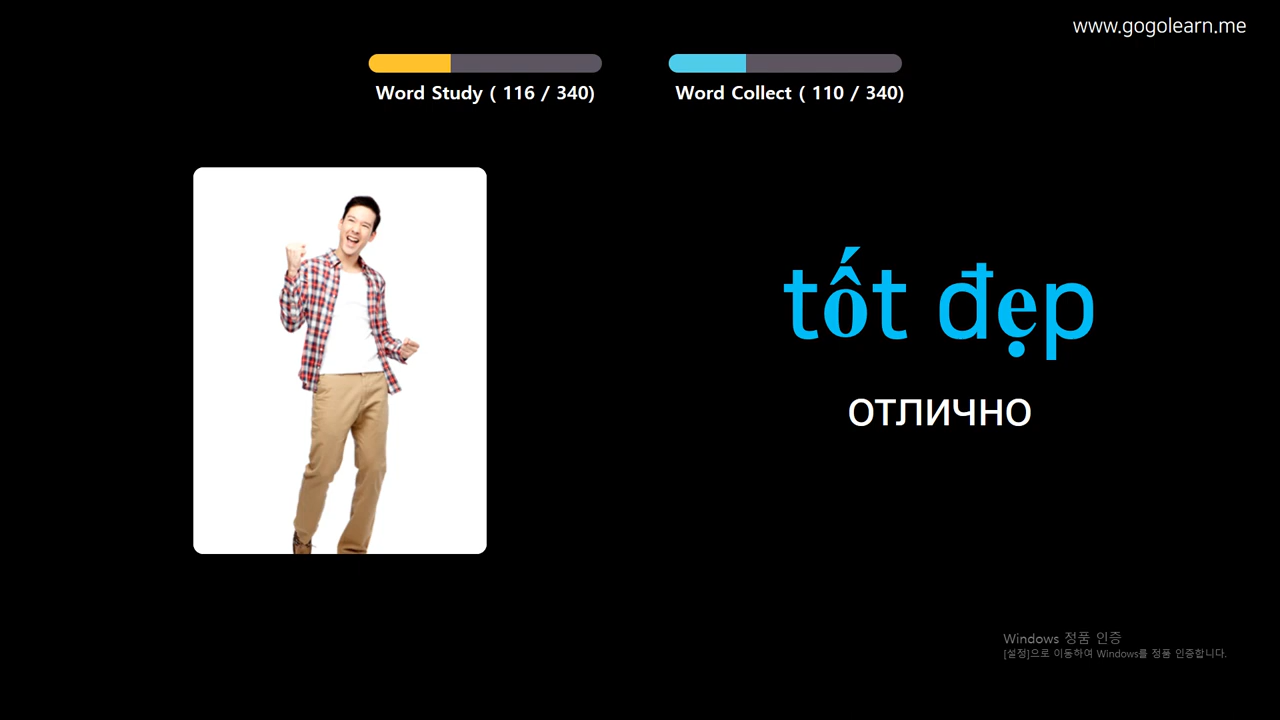 www.gogolearn.me
Word Study ( 116 / 340)
Word Collect ( 110 / 340)
tốt đẹp
отлично
Windows 정품 인증
[설정]으로 이동하여 Windows를 정품 인증합니다.